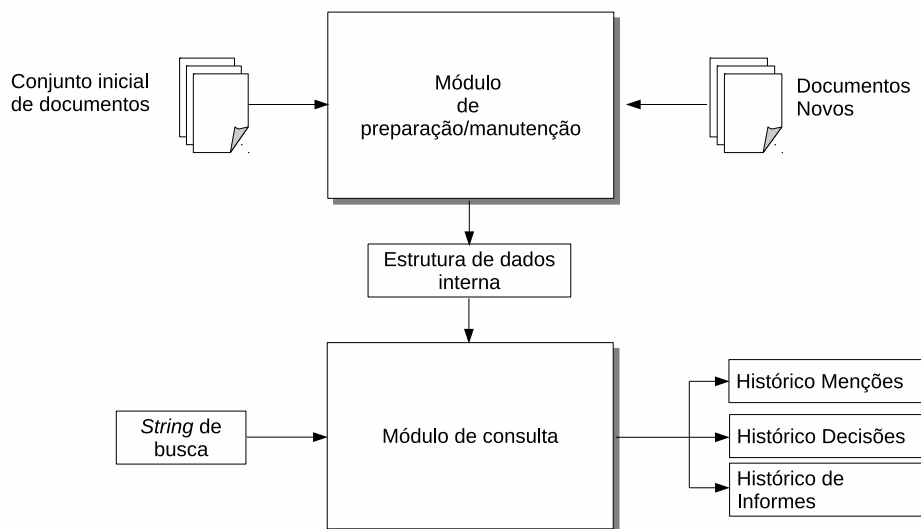 Conjunto inicial
de documentos
Módulo
de
preparação/manutenção
Documentos
Novos
Estrutura de dados
interna
String de
busca
Módulo de consulta
Histórico Menções
Histórico Decisões
Histórico de
Informes